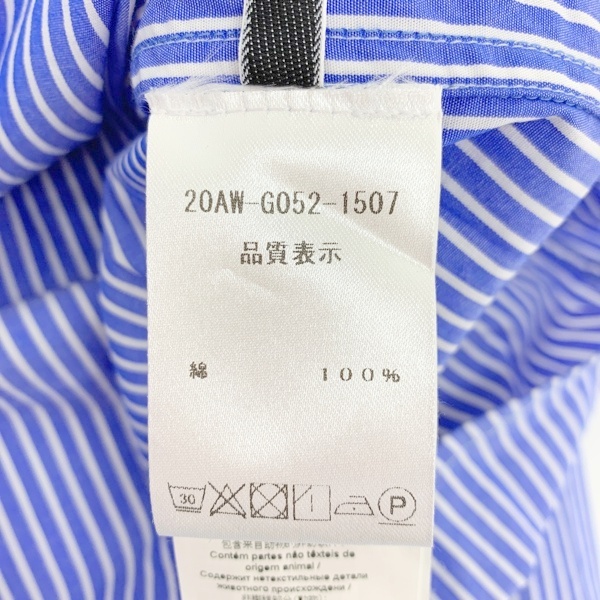 20AW-G052-1507
品質表示
綿 100%
30 P
Contém partes não têxteis de
origem animal /
Содержит нетекстильные детали
животного происхождения /